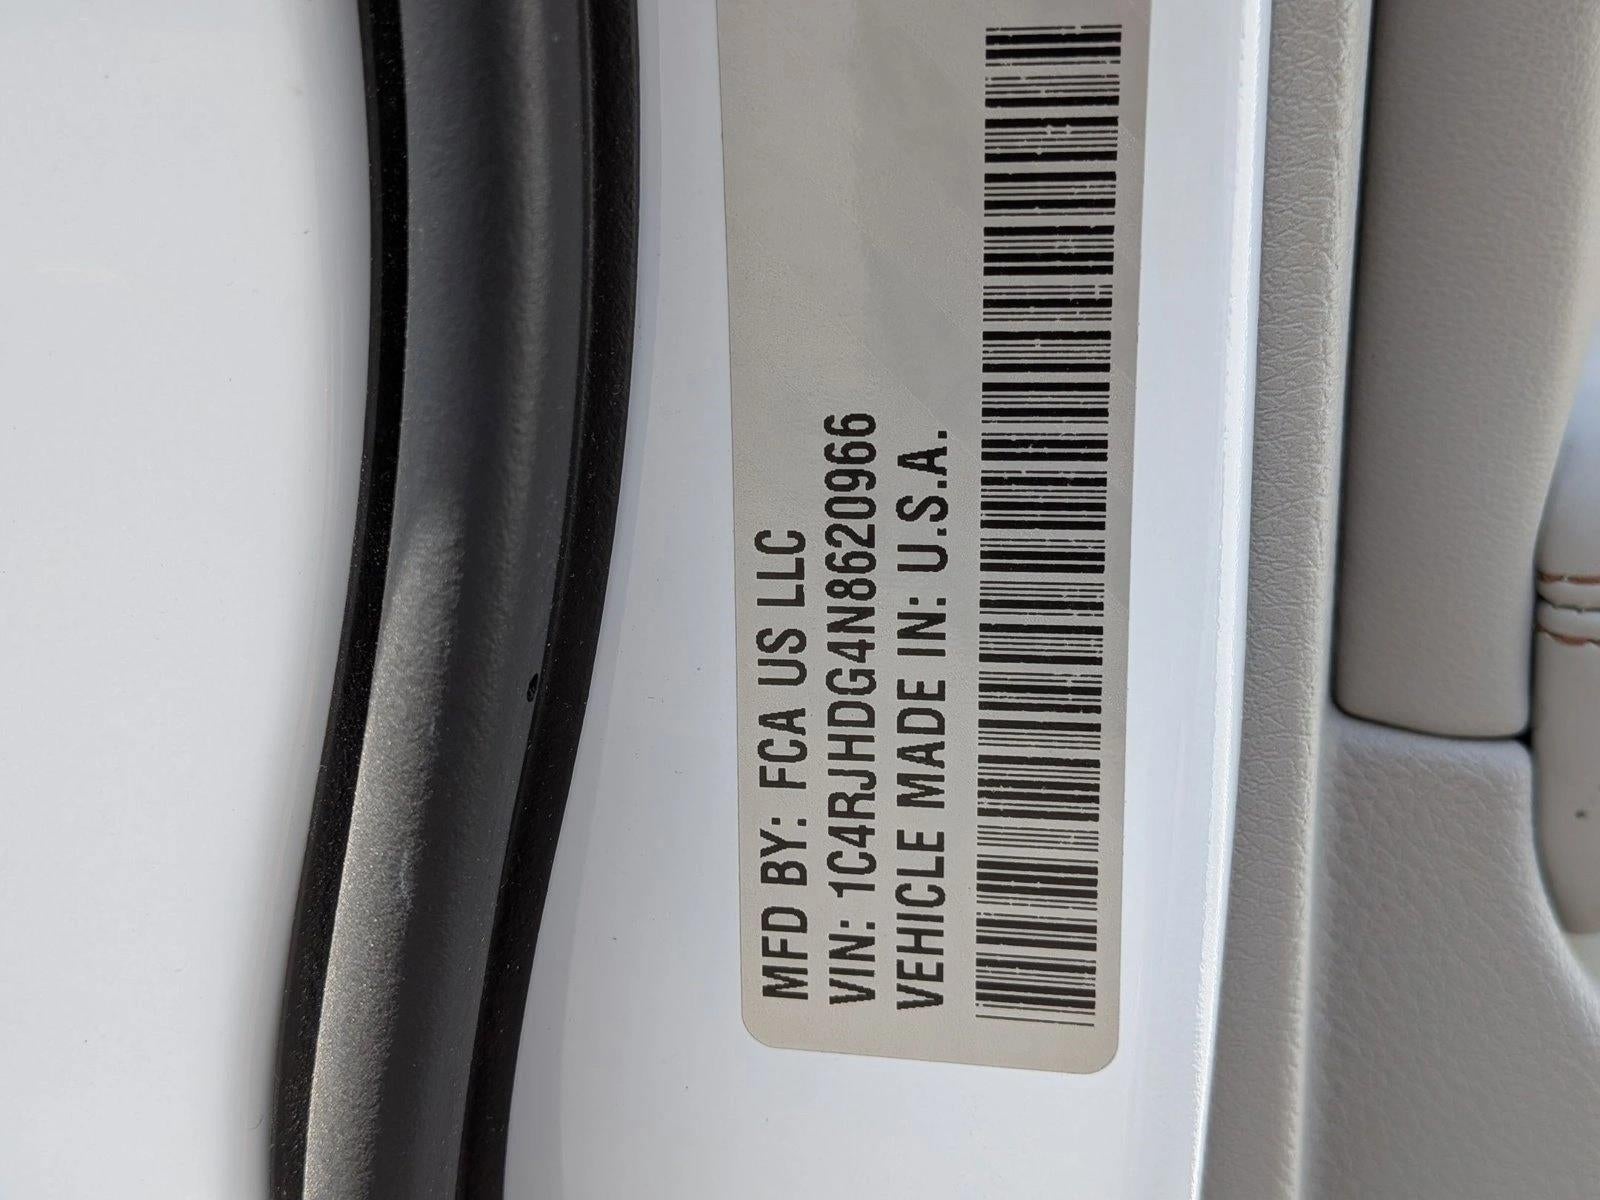 MFD BY: FCA US LLC
VIN: 1C4RJHDG4N8620966
VEHICLE MADE IN: U.S.A.